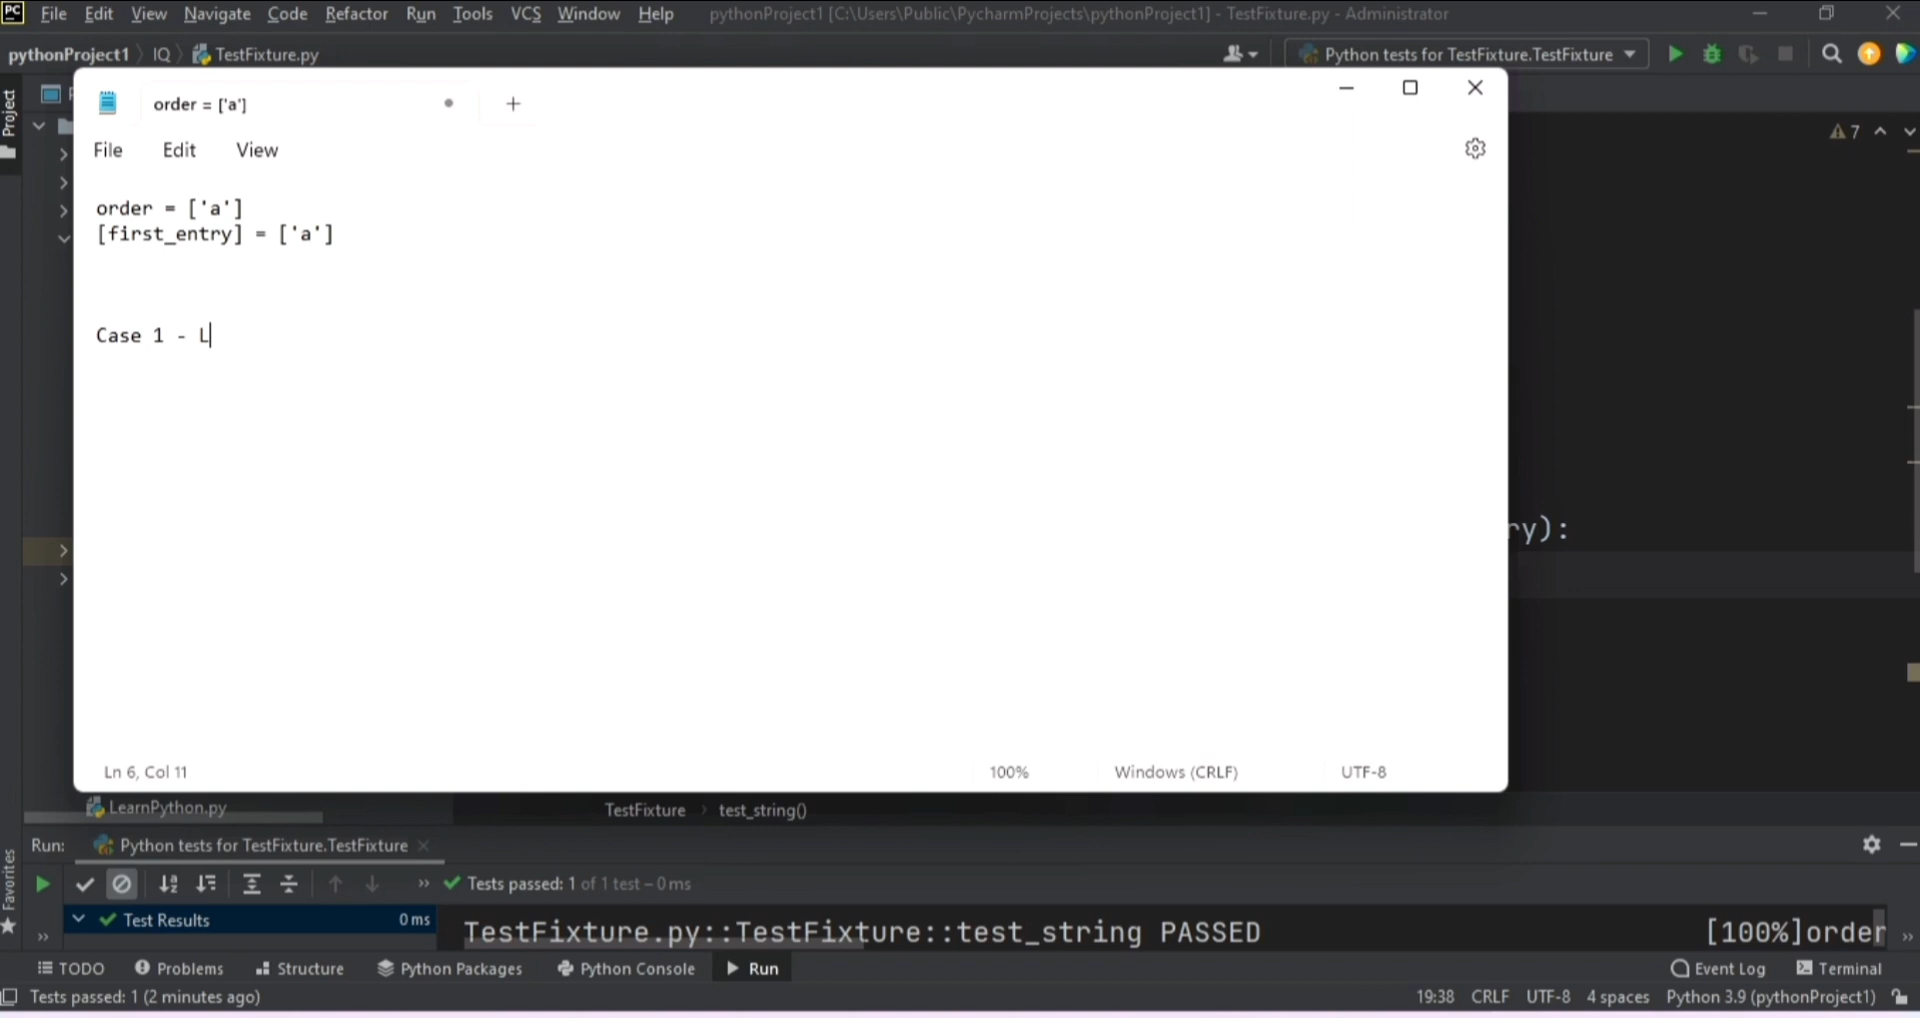 PC File Edit View Navigate Code Refactor Run Tools VCS Window Help pythonProject1 [C:\Users\Public\PycharmProjects\pythonProject1] - TestFixture.py - Administrator
pythonProject1 IQ TestFixture.py Python tests for TestFixture.TestFixture
Project
order = ['a']
7
File Edit View
order = ['a']
[first_entry] = ['a']
Case 1 - L
ry):
Ln 6, Col 11 100% Windows (CRLF) UTF-8
LearnPython.py TestFixture test_string()
Run: Python tests for TestFixture.TestFixture
Favorites
Tests passed: 1 of 1 test – 0 ms
Test Results 0 ms
TestFixture.py::TestFixture::test_string PASSED [100%]order
TODO Problems Structure Python Packages Python Console Run Event Log Terminal
Tests passed: 1 (2 minutes ago) 19:38 CRLF UTF-8 4 spaces Python 3.9 (pythonProject1)